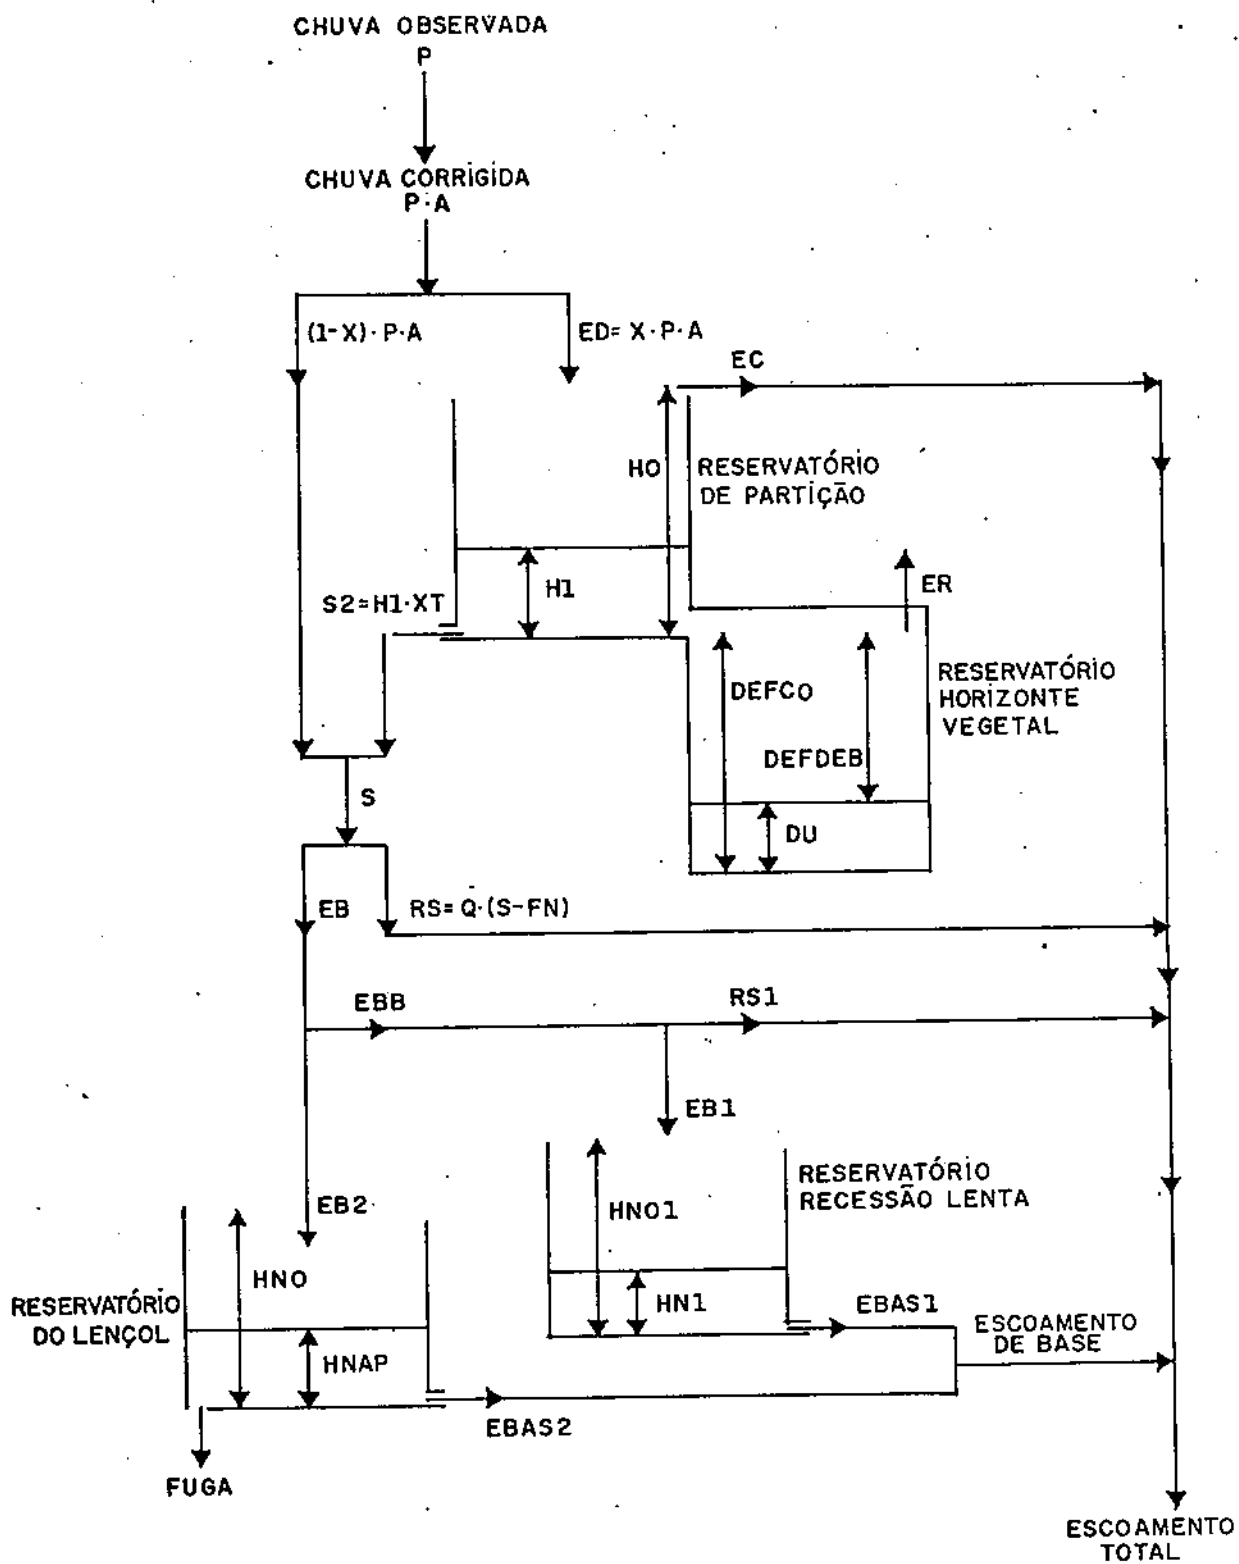 CHUVA OBSERVADA
P
CHUVA CORRIGIDA
P·A
(1-X)·P·A
ED= X·P·A
EC
HO
RESERVATÓRIO
DE PARTIÇÃO
H1
S2=H1·XT
ER
DEFCO
RESERVATÓRIO
HORIZONTE
VEGETAL
DEFDEB
S
DU
EB
RS=Q·(S-FN)
EBB
RS1
EB1
RESERVATÓRIO
RECESSÃO LENTA
EB2
HNO1
HNO
RESERVATÓRIO
DO LENÇOL
HN1
EBAS1
ESCOAMENTO
DE BASE
HNAP
EBAS2
FUGA
ESCOAMENTO
TOTAL